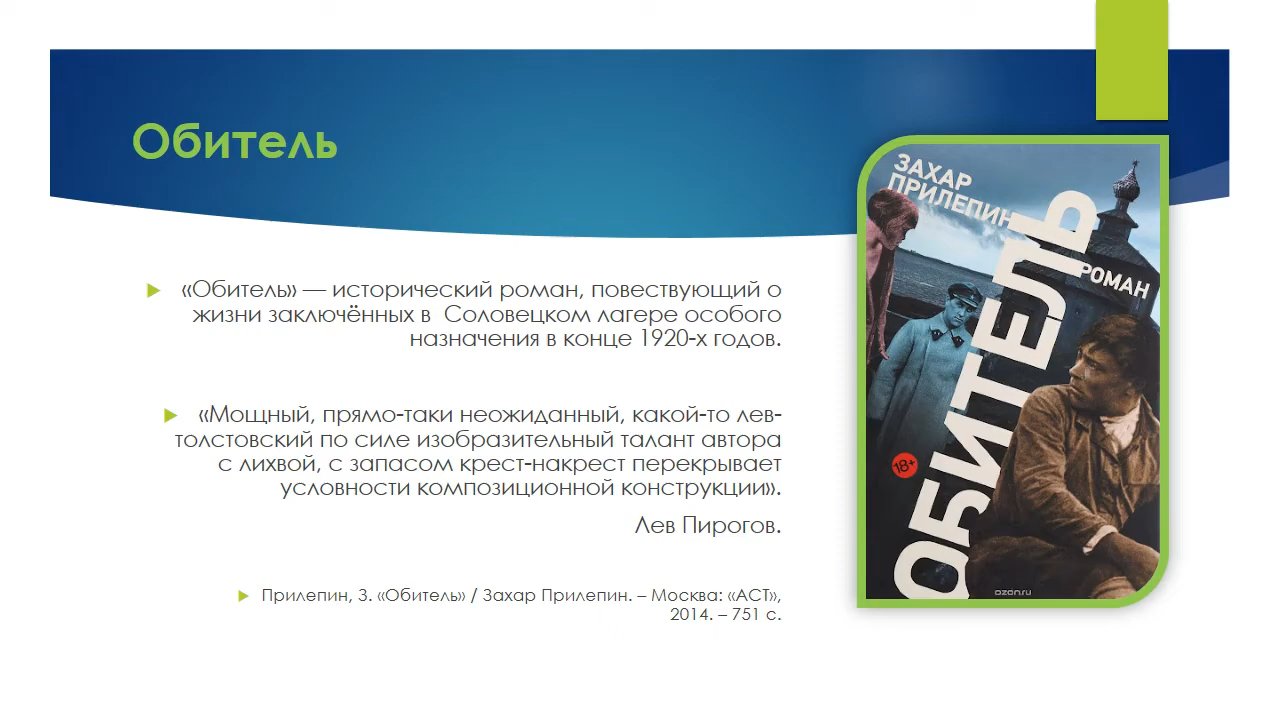 Обитель
«Обитель» — исторический роман, повествующий о
жизни заключённых в Соловецком лагере особого
назначения в конце 1920-х годов.
«Мощный, прямо-таки неожиданный, какой-то лев-
толстовский по силе изобразительный талант автора
с лихвой, с запасом крест-накрест перекрывает
условности композиционной конструкции».
Лев Пирогов.
Прилепин, З. «Обитель» / Захар Прилепин. – Москва: «АСТ»,
2014. – 751 с.
ЗАХАР
ПРИЛЕПИН
ОБИТЕЛЬ
РОМАН
18+
ozon.ru